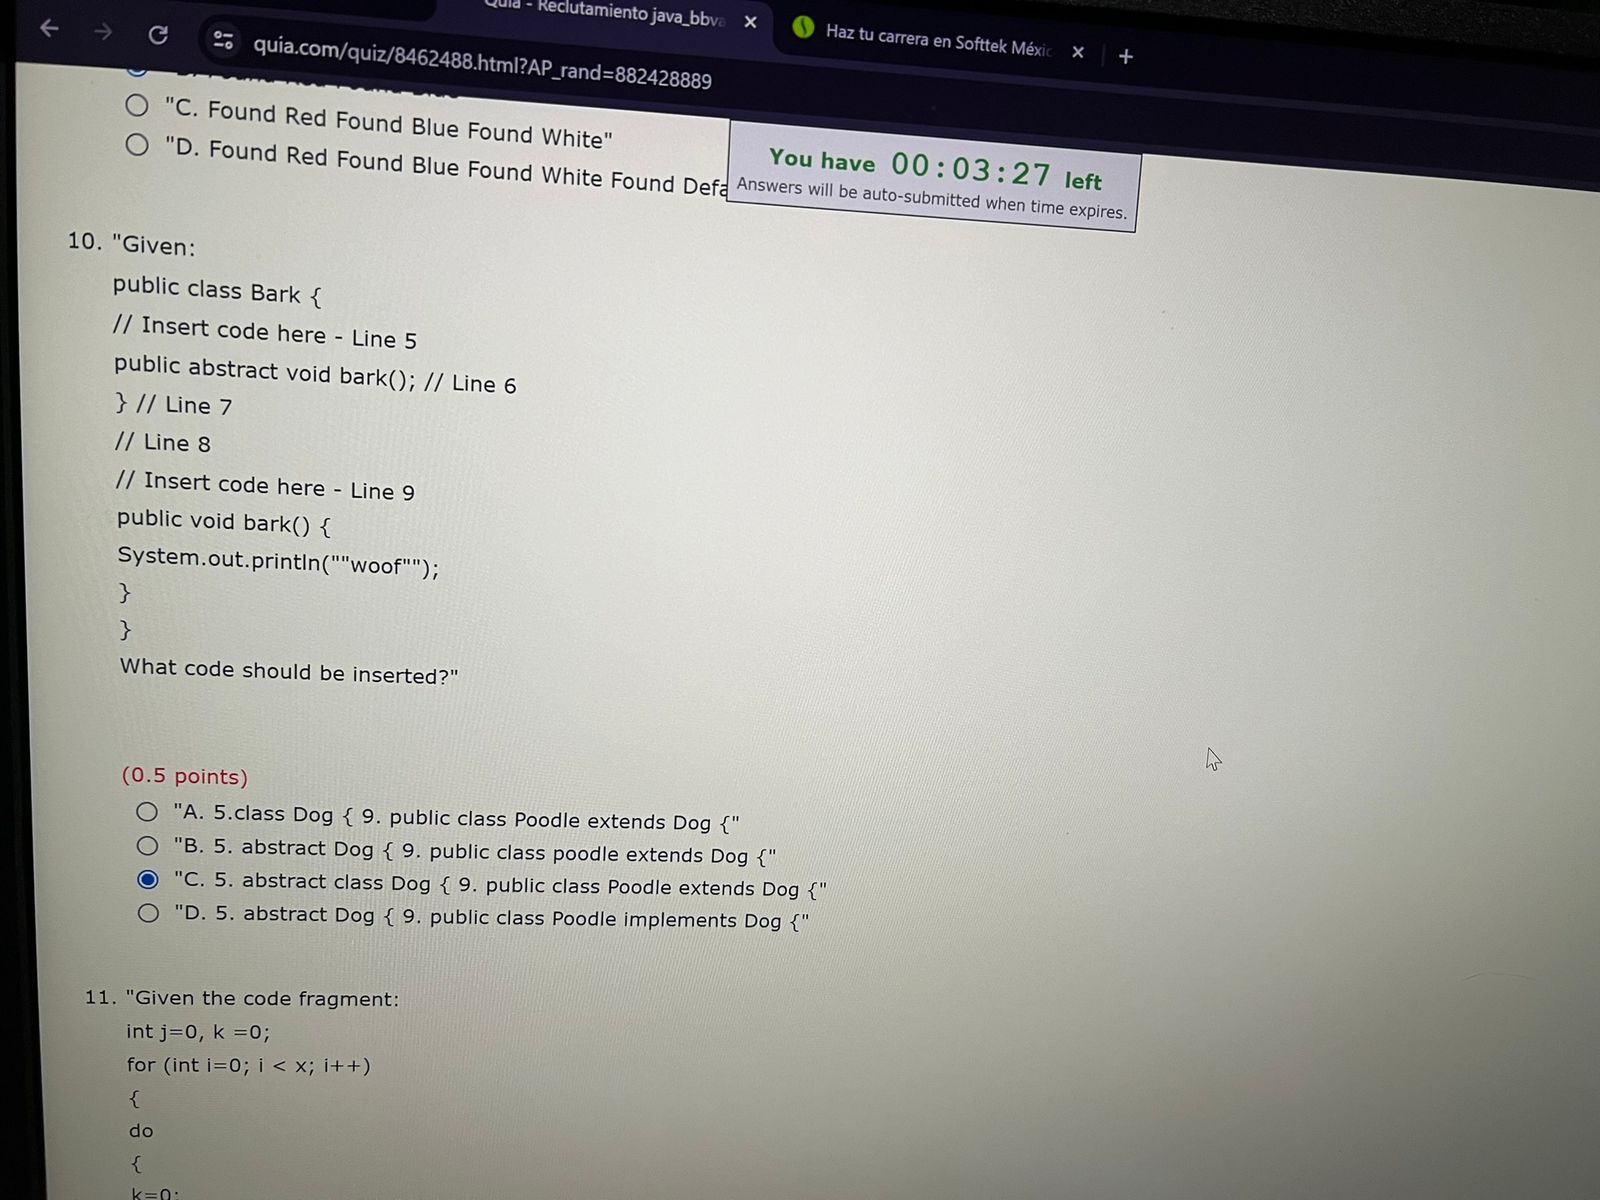 Quia - Reclutamiento java_bbva
Haz tu carrera en Softtek Méxic
quia.com/quiz/8462488.html?AP_rand=882428889
"C. Found Red Found Blue Found White"
"D. Found Red Found Blue Found White Found Defa
You have 00:03:27 left
Answers will be auto-submitted when time expires.
10. "Given:
public class Bark {
// Insert code here - Line 5
public abstract void bark(); // Line 6
} // Line 7
// Line 8
// Insert code here - Line 9
public void bark() {
System.out.println(""woof"");
}
}
What code should be inserted?"
(0.5 points)
"A. 5.class Dog { 9. public class Poodle extends Dog {"
"B. 5. abstract Dog { 9. public class poodle extends Dog {"
"C. 5. abstract class Dog { 9. public class Poodle extends Dog {"
"D. 5. abstract Dog { 9. public class Poodle implements Dog {"
11. "Given the code fragment:
int j=0, k =0;
for (int i=0; i < x; i++)
{
do
{
k=0;